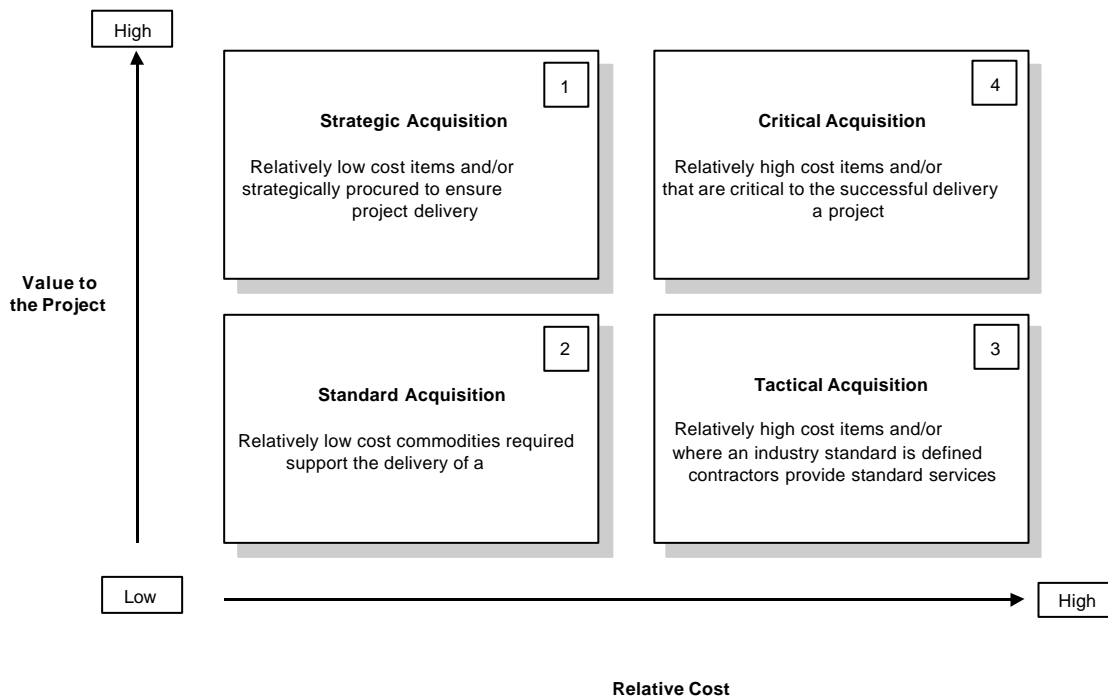 High
1
Strategic Acquisition
Relatively low cost items and/or
strategically procured to ensure
project delivery
4
Critical Acquisition
Relatively high cost items and/or
that are critical to the successful delivery
a project
Value to
the Project
2
Standard Acquisition
Relatively low cost commodities required
support the delivery of a
3
Tactical Acquisition
Relatively high cost items and/or
where an industry standard is defined
contractors provide standard services
Low
High
Relative Cost